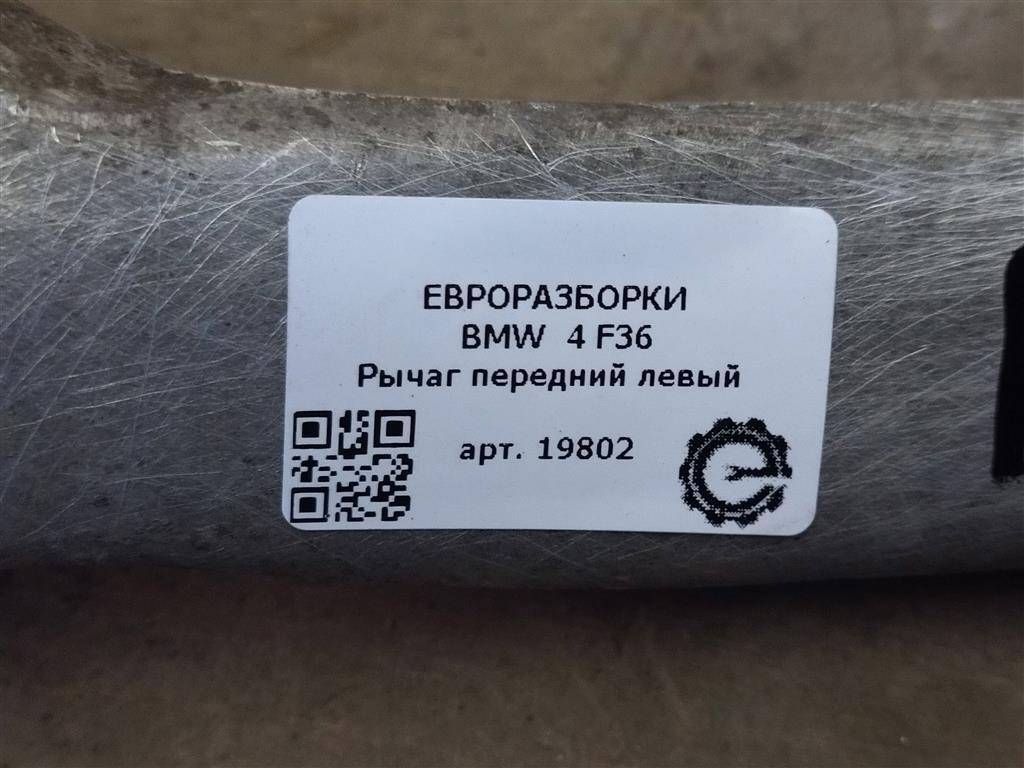 ЕВРОРАЗБОРКИ
BMW 4 F36
Рычаг передний левый
арт. 19802